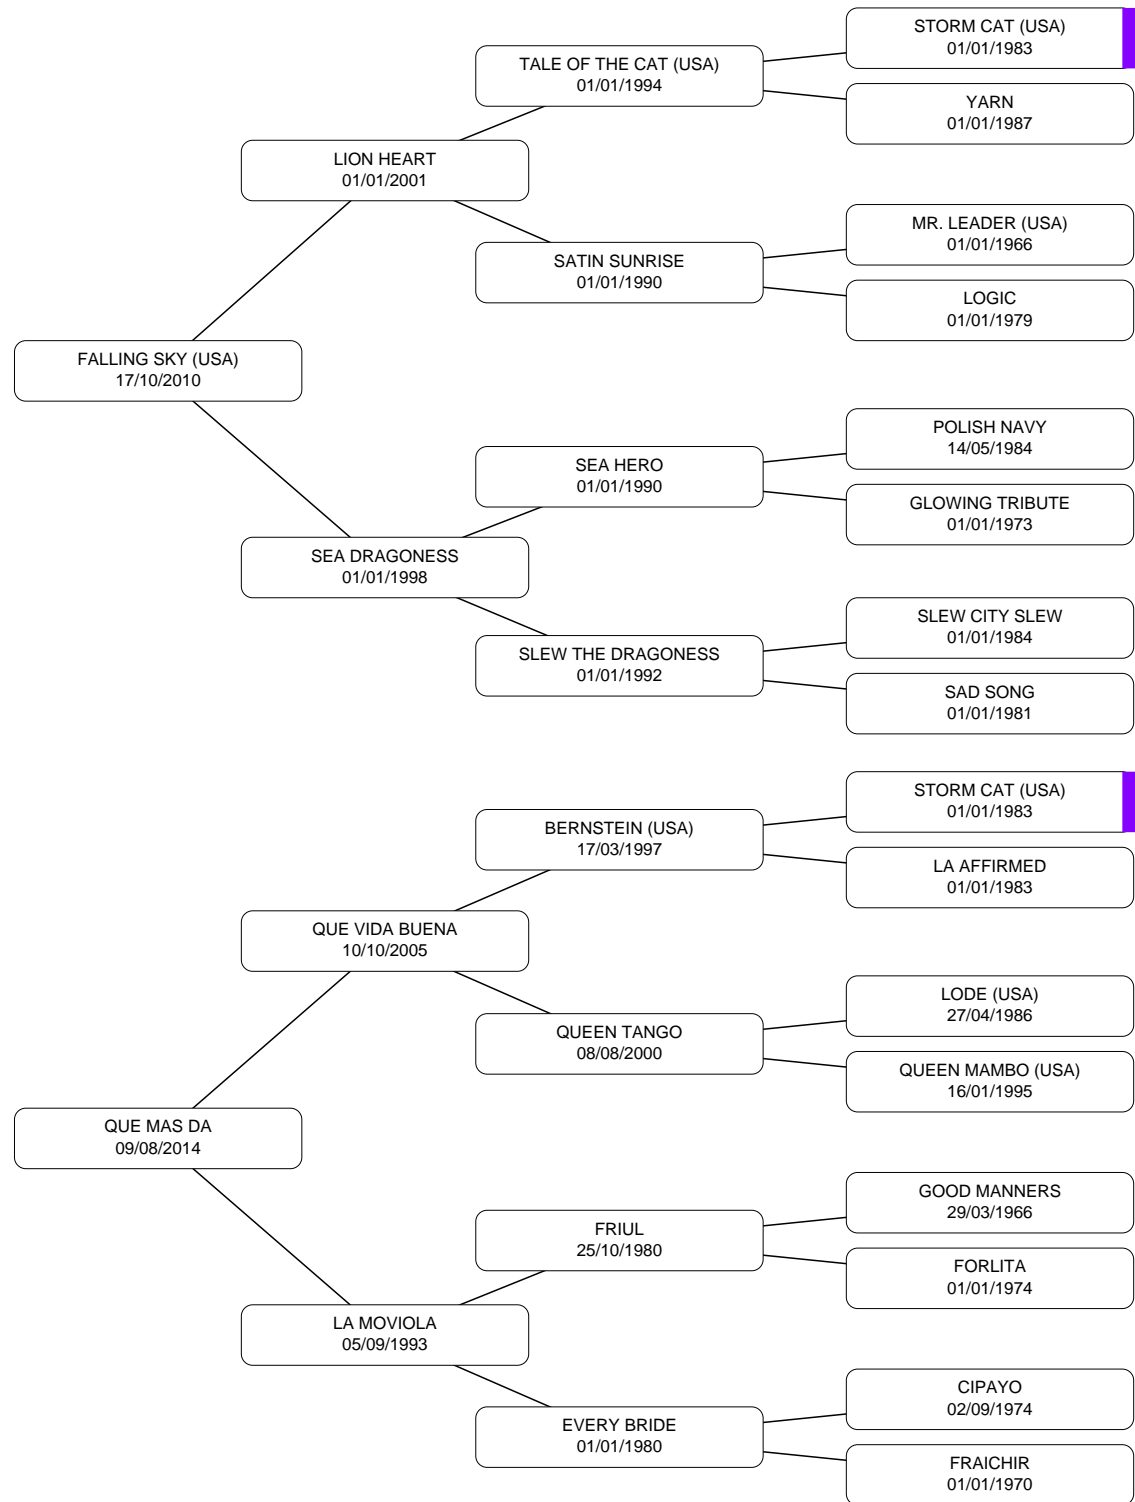 STORM CAT (USA)
01/01/1983
TALE OF THE CAT (USA)
01/01/1994
YARN
01/01/1987
LION HEART
01/01/2001
MR. LEADER (USA)
01/01/1966
SATIN SUNRISE
01/01/1990
LOGIC
01/01/1979
FALLING SKY (USA)
17/10/2010
POLISH NAVY
14/05/1984
SEA HERO
01/01/1990
GLOWING TRIBUTE
01/01/1973
SEA DRAGONESS
01/01/1998
SLEW CITY SLEW
01/01/1984
SLEW THE DRAGONESS
01/01/1992
SAD SONG
01/01/1981
STORM CAT (USA)
01/01/1983
BERNSTEIN (USA)
17/03/1997
LA AFFIRMED
01/01/1983
QUE VIDA BUENA
10/10/2005
LODE (USA)
27/04/1986
QUEEN TANGO
08/08/2000
QUEEN MAMBO (USA)
16/01/1995
QUE MAS DA
09/08/2014
GOOD MANNERS
29/03/1966
FRIUL
25/10/1980
FORLITA
01/01/1974
LA MOVIOLA
05/09/1993
CIPAYO
02/09/1974
EVERY BRIDE
01/01/1980
FRAICHIR
01/01/1970